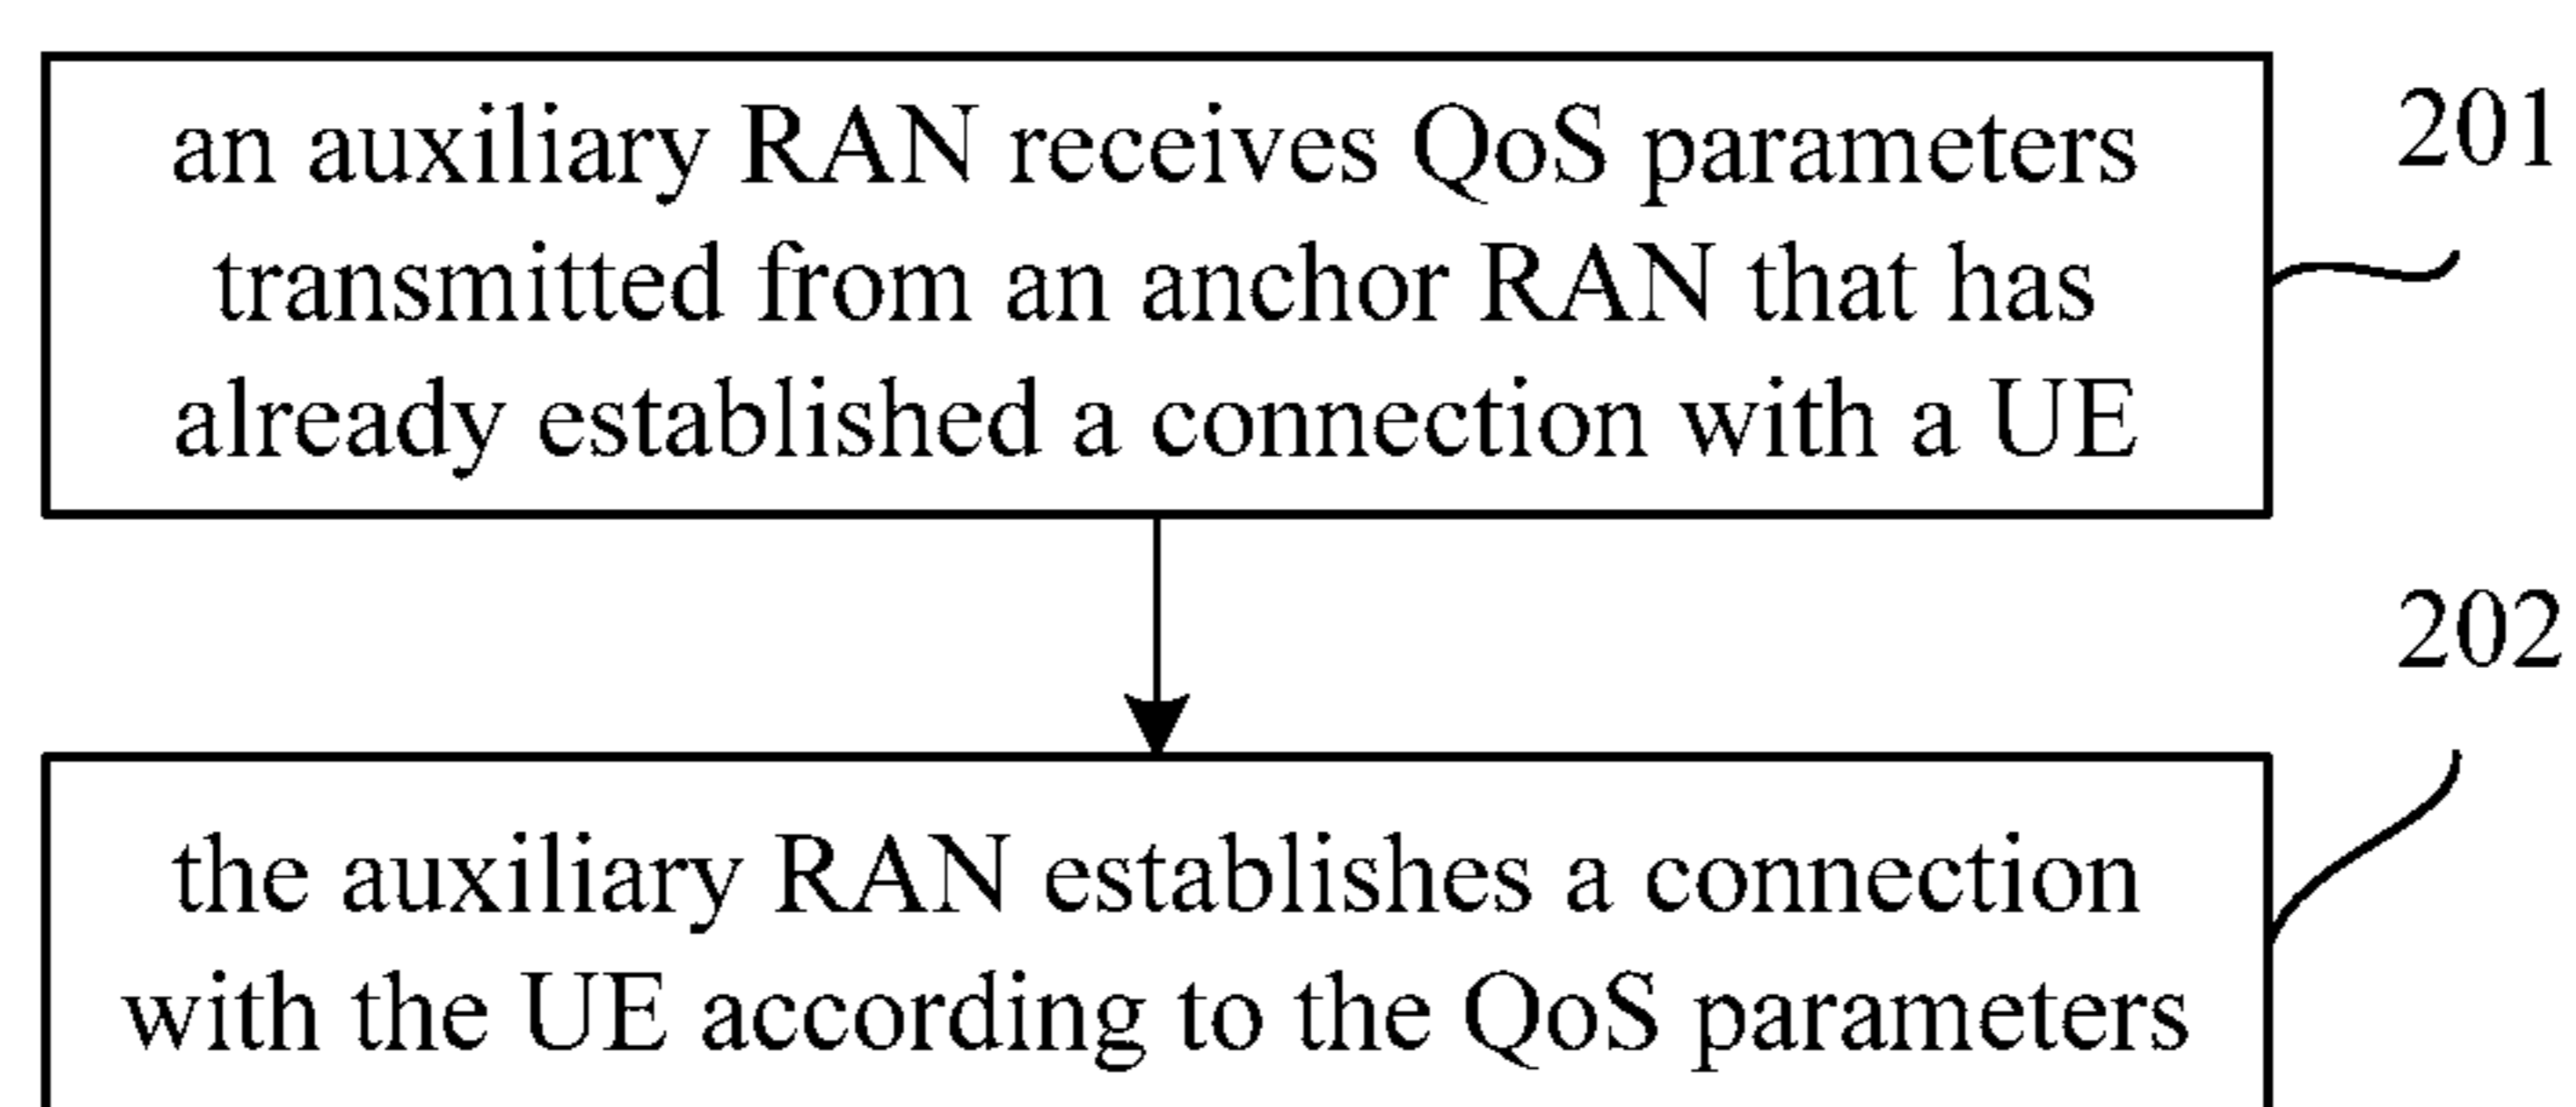 an auxiliary RAN receives QoS parameters
transmitted from an anchor RAN that has
already established a connection with a UE
201
202
the auxiliary RAN establishes a connection
with the UE according to the QoS parameters